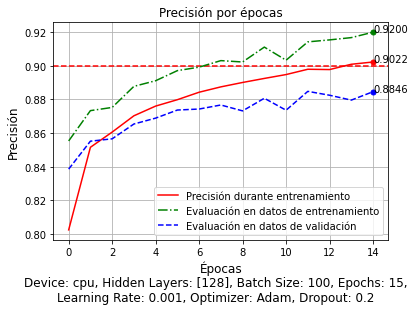 Precisión por épocas
Precisión
0.92
0.90
0.88
0.86
0.84
0.82
0.80
0.9200
0.9022
0.8846
Precisión durante entrenamiento
Evaluación en datos de entrenamiento
Evaluación en datos de validación
0 2 4 6 8 10 12 14
Épocas
Device: cpu, Hidden Layers: [128], Batch Size: 100, Epochs: 15,
Learning Rate: 0.001, Optimizer: Adam, Dropout: 0.2